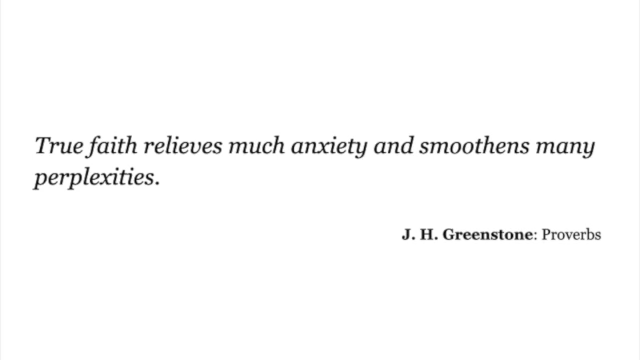 True faith relieves much anxiety and smoothens many
perplexities.
J. H. Greenstone: Proverbs